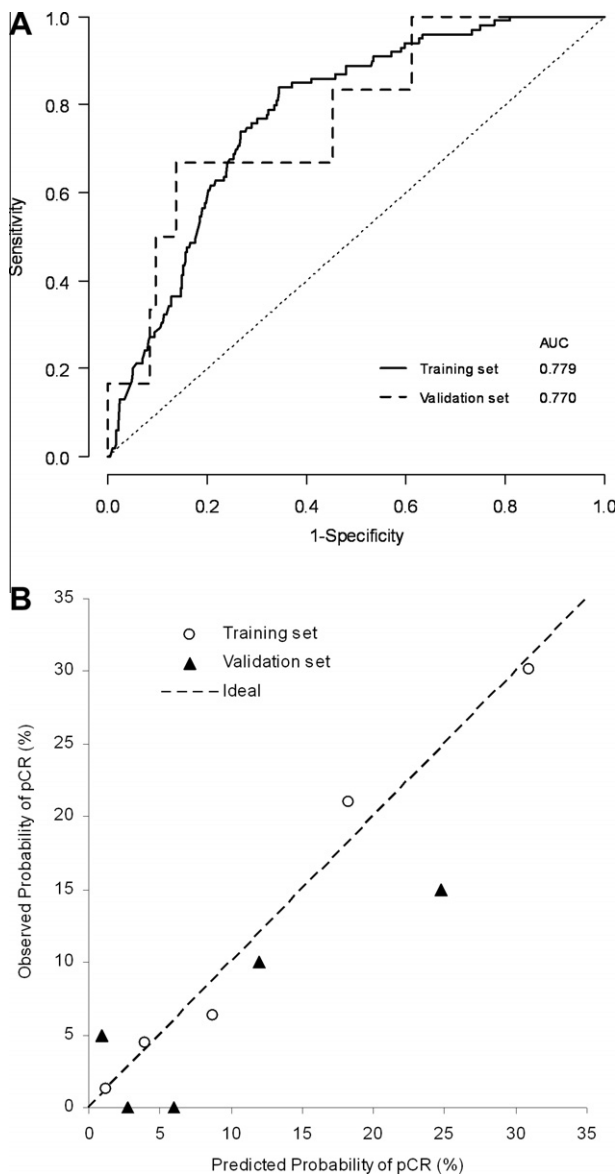 A
1.0
0.8
0.6
0.4
0.2
0.0
Sensitivity
AUC
Training set 0.779
Validation set 0.770
0.0 0.2 0.4 0.6 0.8 1.0
1-Specificity
B
35
30
25
20
15
10
5
0
Observed Probability of pCR (%)
Training set
Validation set
Ideal
0 5 10 15 20 25 30 35
Predicted Probability of pCR (%)